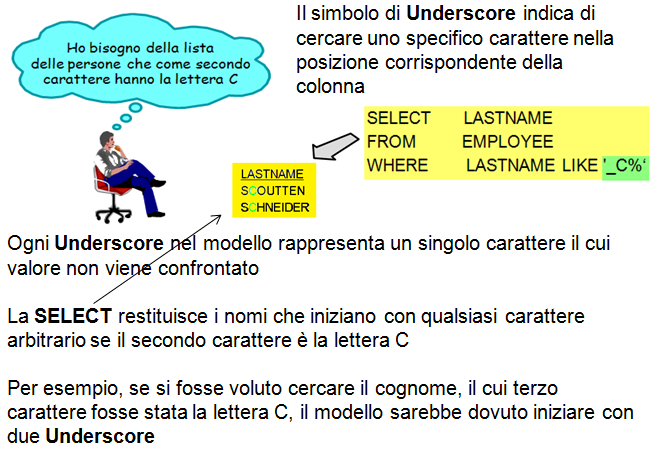 Ho bisogno della lista
delle persone che come secondo
carattere hanno la lettera C
Il simbolo di Underscore indica di
cercare uno specifico carattere nella
posizione corrispondente della
colonna
SELECT LASTNAME
FROM EMPLOYEE
WHERE LASTNAME LIKE '_C%‘
LASTNAME
SCOUTTEN
SCHNEIDER
Ogni Underscore nel modello rappresenta un singolo carattere il cui
valore non viene confrontato
La SELECT restituisce i nomi che iniziano con qualsiasi carattere
arbitrario se il secondo carattere è la lettera C
Per esempio, se si fosse voluto cercare il cognome, il cui terzo
carattere fosse stata la lettera C, il modello sarebbe dovuto iniziare con
due Underscore